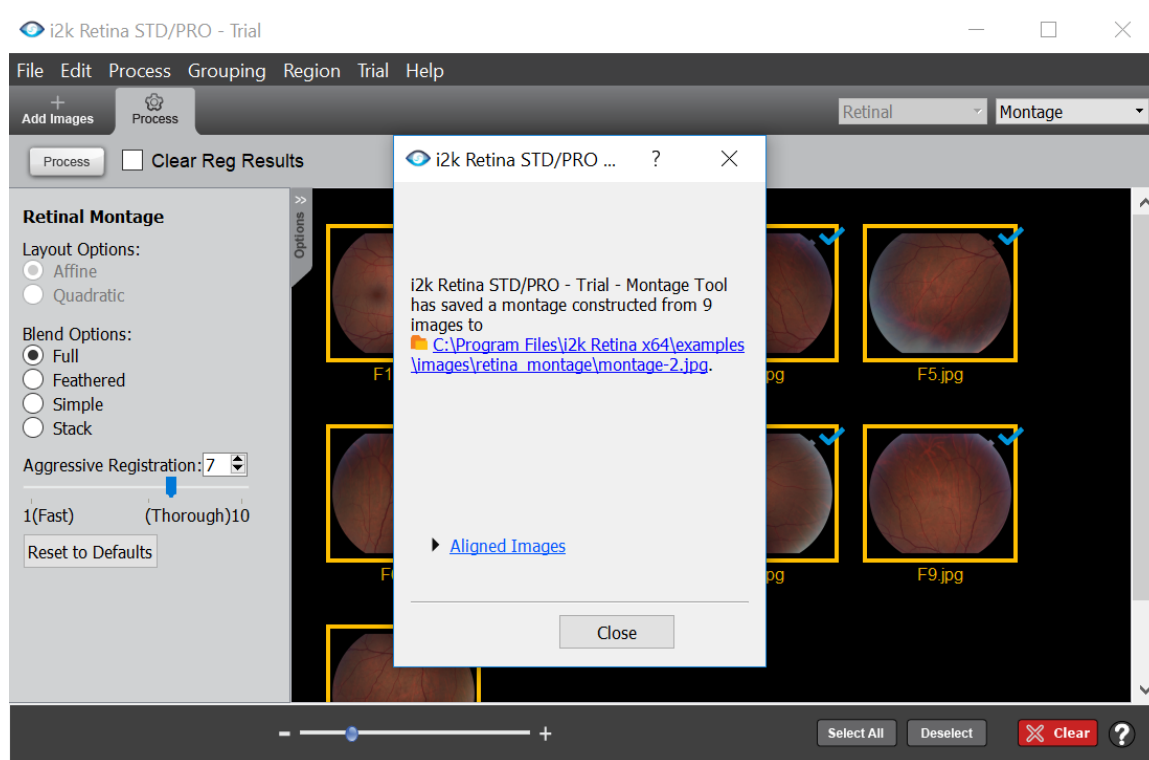 i2k Retina STD/PRO - Trial
File Edit Process Grouping Region Trial Help
Add Images
Process
Retinal
Montage
Process
Clear Reg Results
i2k Retina STD/PRO ...
?
Retinal Montage
Layout Options:
Affine
Quadratic
Blend Options:
Full
Feathered
Simple
Stack
Aggressive Registration: 7
1(Fast) (Thorough)10
Reset to Defaults
>>
Options
i2k Retina STD/PRO - Trial - Montage Tool
has saved a montage constructed from 9
images to
C:\Program Files\i2k Retina x64\examples
\images\retina_montage\montage-2.jpg.
Aligned Images
Close
F1
pg
F5.jpg
F
pg
F9.jpg
- +
Select All
Deselect
Clear
?